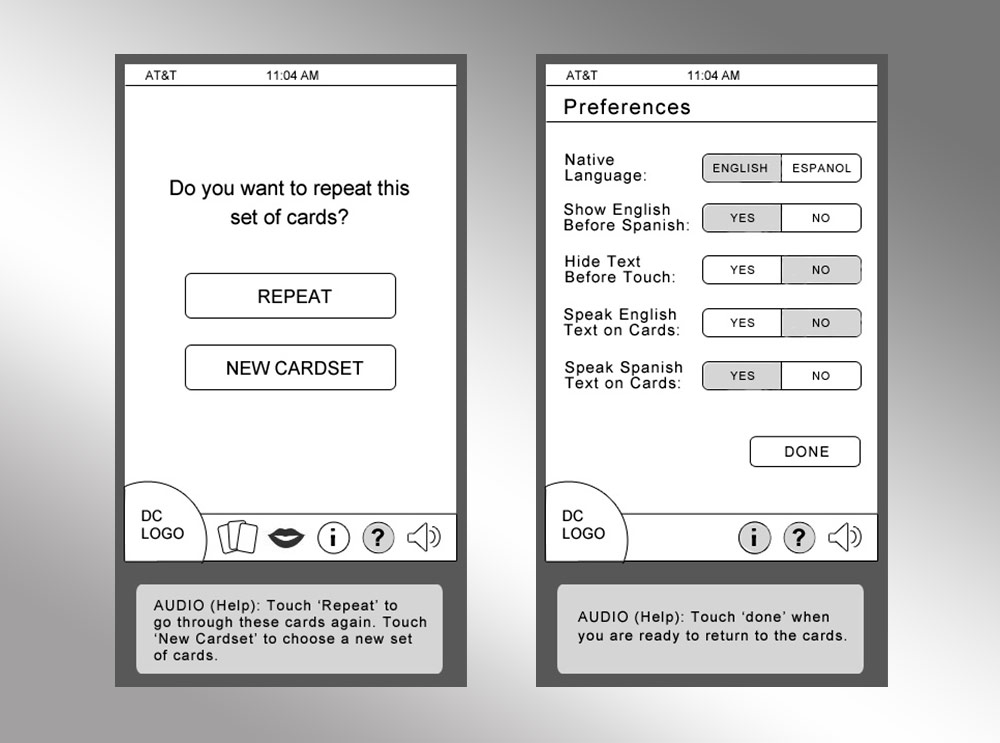 AT&T 11:04 AM
Do you want to repeat this
set of cards?
REPEAT
NEW CARDSET
DC
LOGO
i ?
AUDIO (Help): Touch ‘Repeat’ to
go through these cards again. Touch
‘New Cardset’ to choose a new set
of cards.
AT&T 11:04 AM
Preferences
Native
Language:
ENGLISH ESPANOL
Show English
Before Spanish:
YES NO
Hide Text
Before Touch:
YES NO
Speak English
Text on Cards:
YES NO
Speak Spanish
Text on Cards:
YES NO
DONE
DC
LOGO
i ?
AUDIO (Help): Touch ‘done’ when
you are ready to return to the cards.